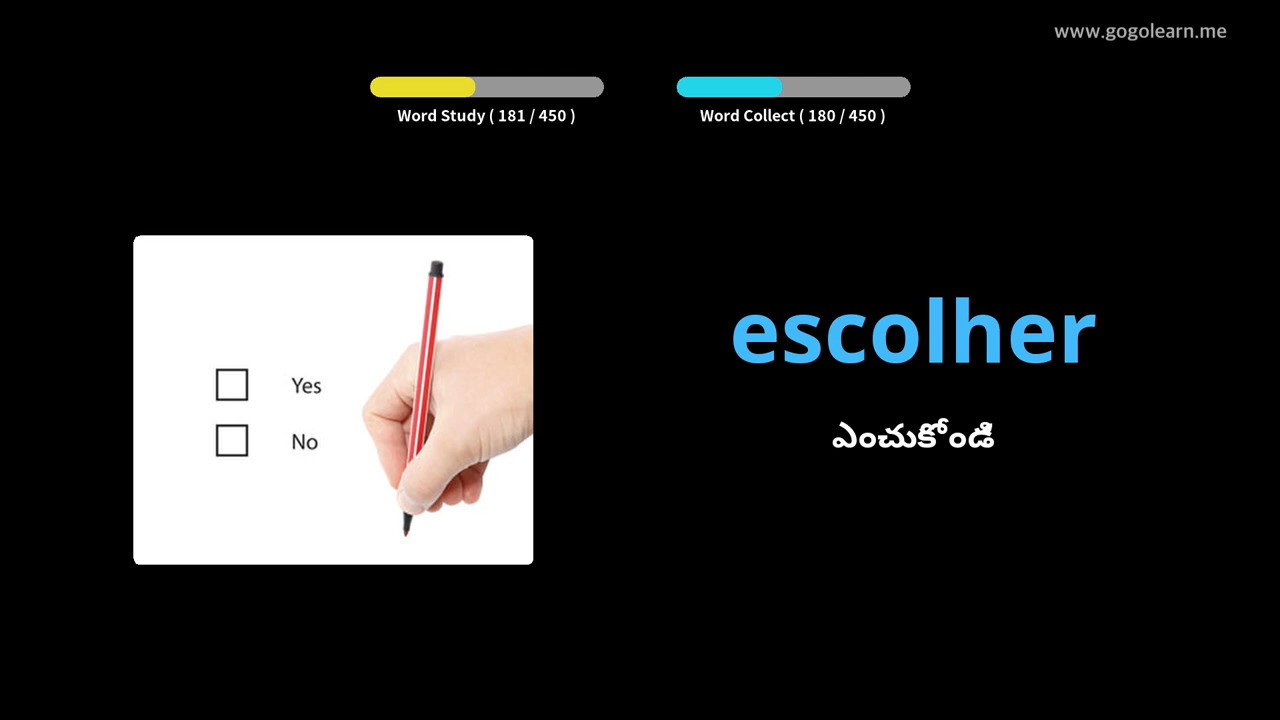 www.gogolearn.me
Word Study ( 181 / 450 )
Word Collect ( 180 / 450 )
escolher
ఎంచుకోండి
Yes
No